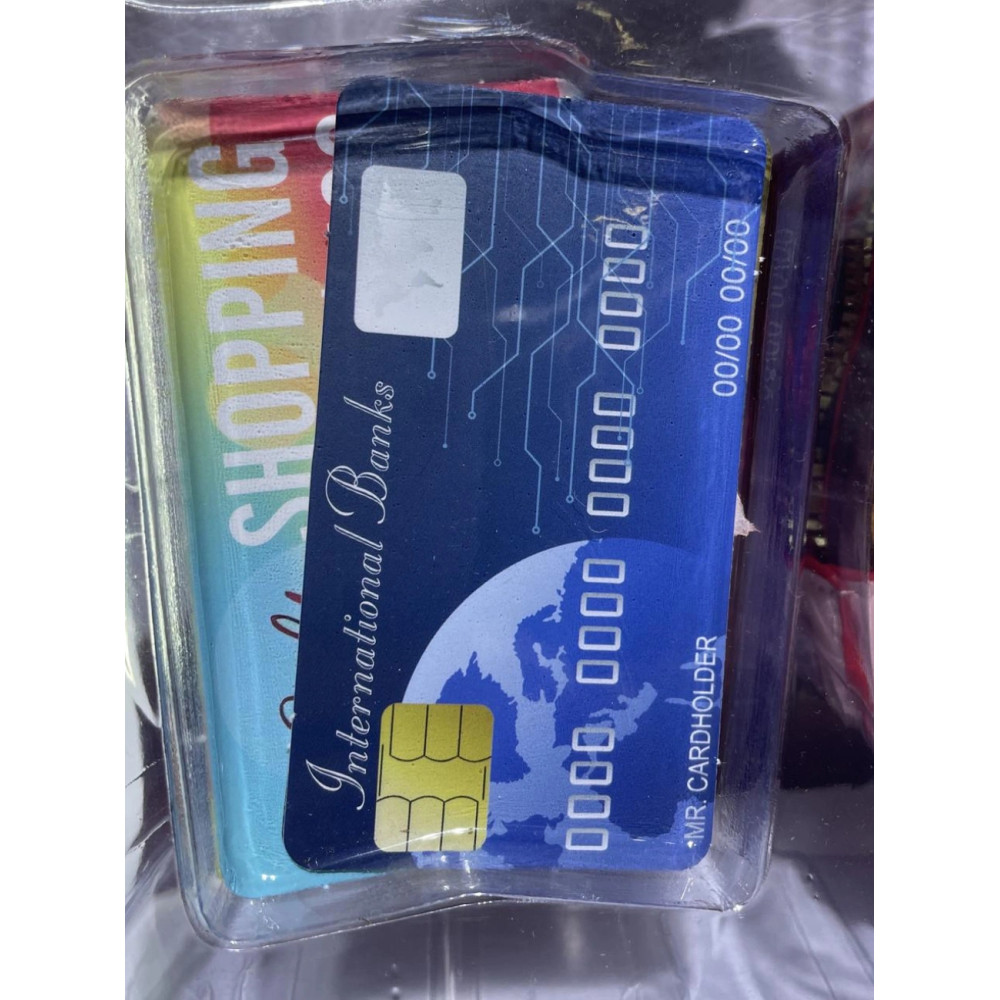 SHOPPING
International Banks
0000 0000 0000 0000
00/00 00/00
MR. CARDHOLDER